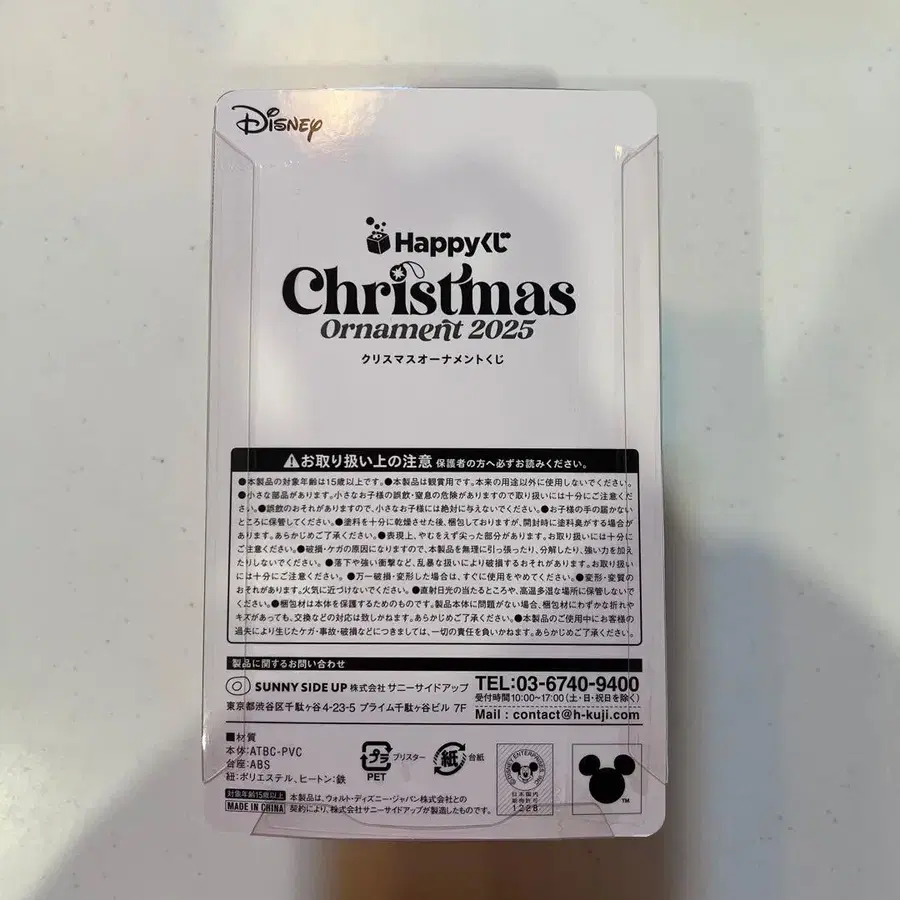 Disney
Happyくじ
Christmas
Ornament 2025
クリスマスオーナメントくじ
⚠お取り扱い上の注意 保護者の方へ必ずお読みください。
●本製品の対象年齢は15歳以上です。●本製品は観賞用です。本来の用途以外に使用しないでください。
●小さな部品があります。小さなお子様の誤飲・窒息の危険がありますので取り扱いには十分にご注意くだ
さい。●誤飲のおそれがありますので、小さなお子様には絶対に与えないでください。●お子様の手の届かない
ところに保管してください。●塗料を十分に乾燥させた後、梱包しておりますが、開封時に塗料臭がする場合が
あります。あらかじめご了承ください。●表現上、やむをえず尖った部分があります。お取り扱いには十分に
ご注意ください。●破損・ケガの原因になりますので、本製品を無理に引っ張ったり、分解したり、強い力を加え
たりしないでください。●落下や強い衝撃など、乱暴な扱いにより破損するおそれがあります。お取り扱い
には十分にご注意ください。●万一破損・変形した場合は、すぐに使用をやめてください。●変形・変質の
おそれがあります。火気に近づけないでください。●直射日光の当たるところや、高温多湿な場所に保管しないで
ください。●梱包材は本体を保護するためのものです。製品本体に問題がない場合、梱包材にわずかな折れや
キズがあっても、交換などの対応は致しかねます。あらかじめご了承ください。●本製品のご使用中にお客様の
過失により生じたケガ・事故・破損などにつきましては、一切の責任を負いかねます。あらかじめご了承ください。
製品に関するお問い合わせ
SUNNY SIDE UP 株式会社 サニーサイドアップ
東京都渋谷区千駄ヶ谷4-23-5 プライム千駄ヶ谷ビル 7F
TEL:03-6740-9400
受付時間10:00~17:00(土・日・祝日を除く)
Mail : contact@h-kuji.com
■材質
本体:ATBC-PVC
台座:ABS
紐:ポリエステル、ヒートン:鉄
プラ
PET
ブリスター
紙
台紙
対象年齢15歳以上
MADE IN CHINA
本製品は、ウォルト・ディズニー・ジャパン株式会社との
契約により、株式会社サニーサイドアップが製造したものです。
©DISNEY ENTERPRISES, INC.
日本国内
販売許可
12eB
TM